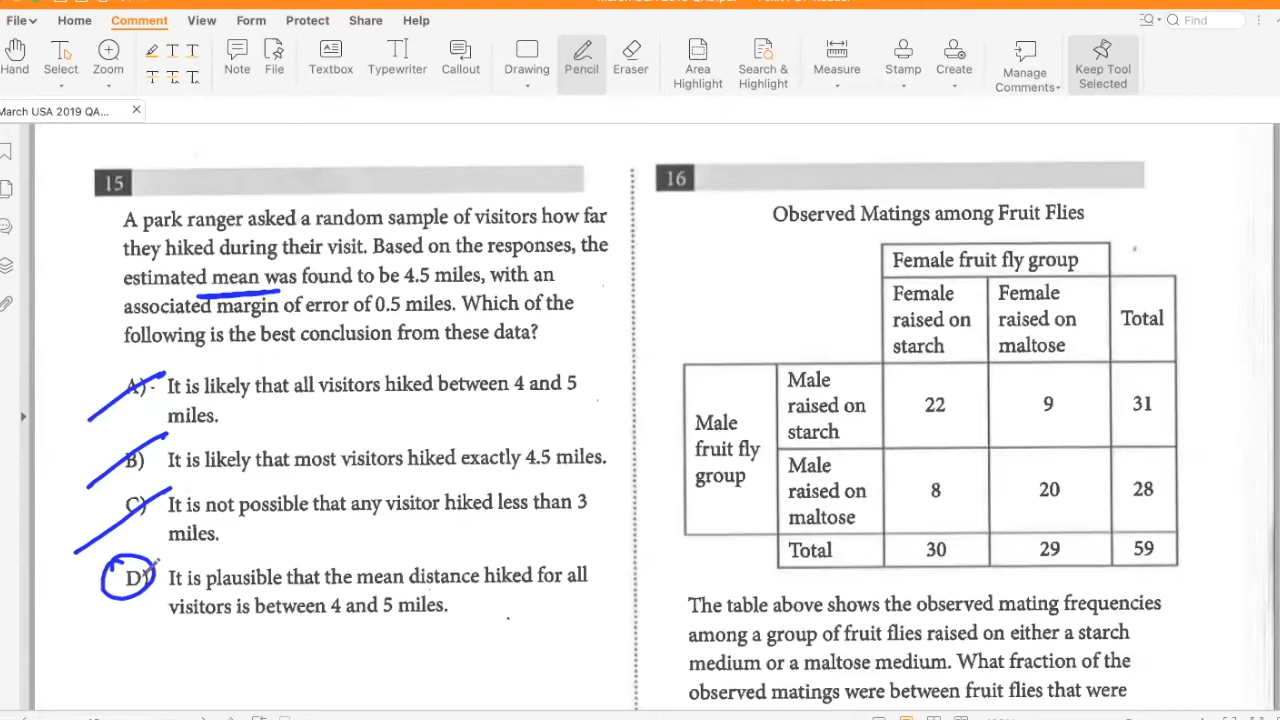 File Home Comment View Form Protect Share Help
Find
Hand Select Zoom Note File Textbox Typewriter Callout Drawing Pencil Eraser Area Highlight Search & Highlight Measure Stamp Create Manage Comments Keep Tool Selected
March USA 2019 QA...
15
A park ranger asked a random sample of visitors how far
they hiked during their visit. Based on the responses, the
estimated mean was found to be 4.5 miles, with an
associated margin of error of 0.5 miles. Which of the
following is the best conclusion from these data?
A) It is likely that all visitors hiked between 4 and 5
miles.
B) It is likely that most visitors hiked exactly 4.5 miles.
C) It is not possible that any visitor hiked less than 3
miles.
D) It is plausible that the mean distance hiked for all
visitors is between 4 and 5 miles.
16
Observed Matings among Fruit Flies
Female fruit fly group
Female raised on starch
Female raised on maltose
Total
Male fruit fly group
Male raised on starch
22 9 31
Male raised on maltose
8 20 28
Total 30 29 59
The table above shows the observed mating frequencies
among a group of fruit flies raised on either a starch
medium or a maltose medium. What fraction of the
observed matings were between fruit flies that were